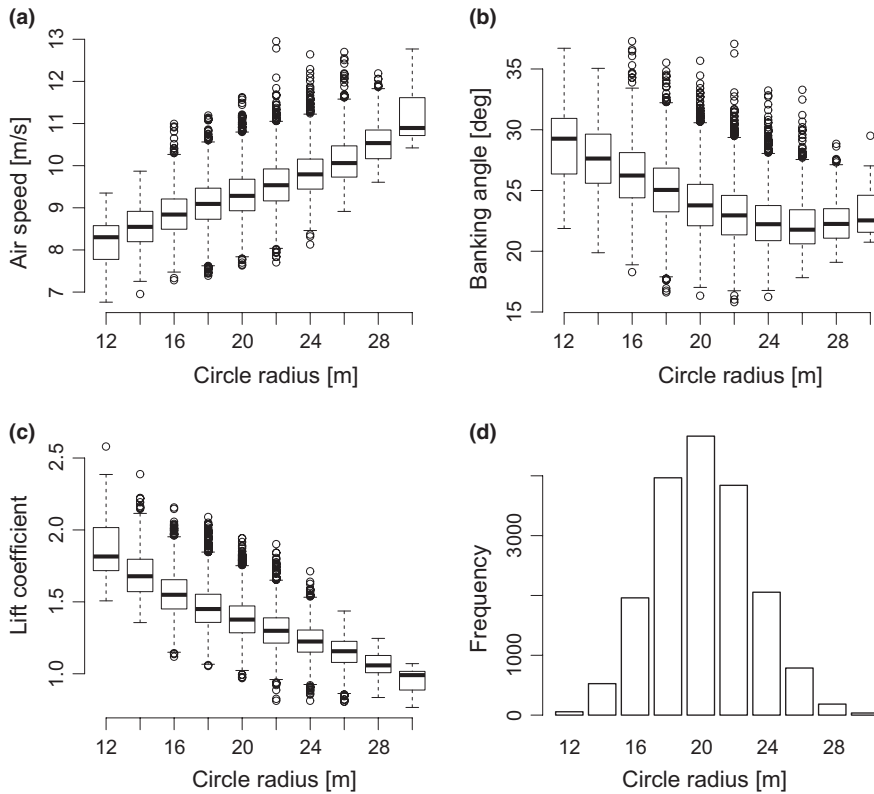 (a)
Air speed [m/s]
13
12
11
10
9
8
7
12 16 20 24 28
Circle radius [m]
(b)
Banking angle [deg]
35
30
25
20
15
12 16 20 24 28
Circle radius [m]
(c)
Lift coefficient
2.5
2.0
1.5
1.0
12 16 20 24 28
Circle radius [m]
(d)
Frequency
3000
1000
0
12 16 20 24 28
Circle radius [m]